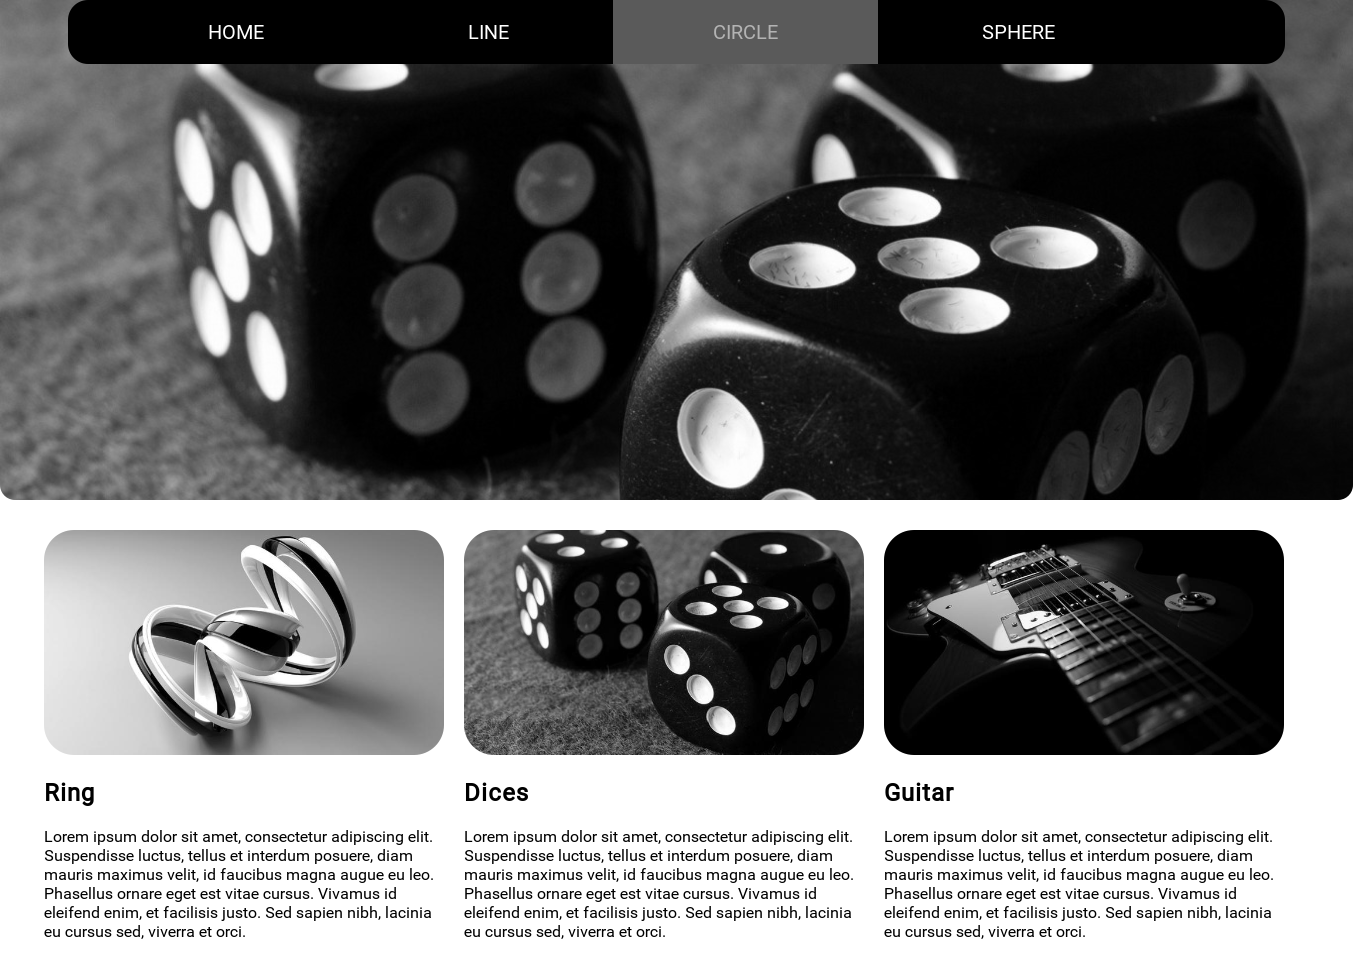 HOME LINE CIRCLE SPHERE
Ring
Lorem ipsum dolor sit amet, consectetur adipiscing elit.
Suspendisse luctus, tellus et interdum posuere, diam
mauris maximus velit, id faucibus magna augue eu leo.
Phasellus ornare eget est vitae cursus. Vivamus id
eleifend enim, et facilisis justo. Sed sapien nibh, lacinia
eu cursus sed, viverra et orci.
Dices
Lorem ipsum dolor sit amet, consectetur adipiscing elit.
Suspendisse luctus, tellus et interdum posuere, diam
mauris maximus velit, id faucibus magna augue eu leo.
Phasellus ornare eget est vitae cursus. Vivamus id
eleifend enim, et facilisis justo. Sed sapien nibh, lacinia
eu cursus sed, viverra et orci.
Guitar
Lorem ipsum dolor sit amet, consectetur adipiscing elit.
Suspendisse luctus, tellus et interdum posuere, diam
mauris maximus velit, id faucibus magna augue eu leo.
Phasellus ornare eget est vitae cursus. Vivamus id
eleifend enim, et facilisis justo. Sed sapien nibh, lacinia
eu cursus sed, viverra et orci.